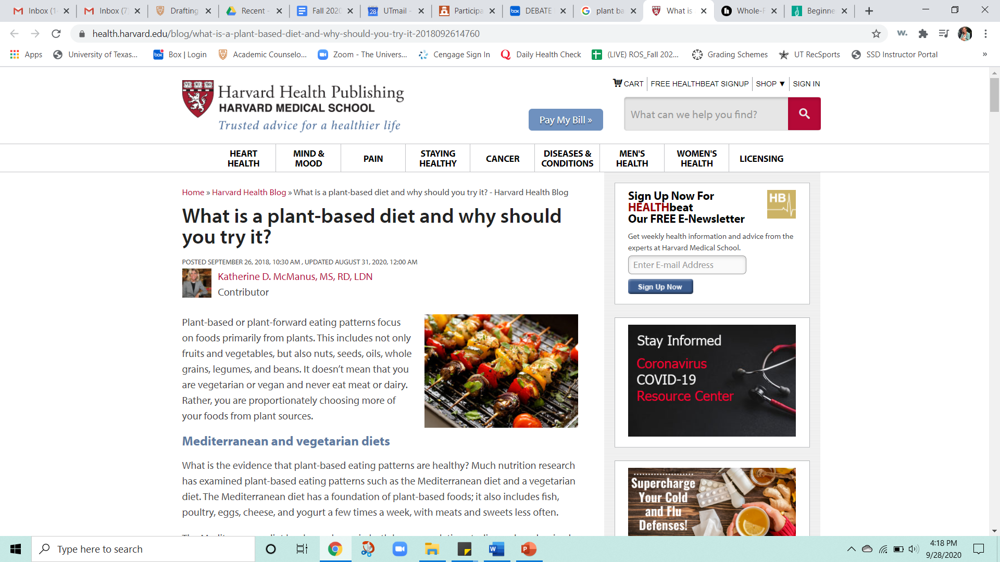 Inbox (1
Inbox (7)
Drafting
Recent -
Fall 2020
UTmail -
Participa
DEBATE
plant ba
What is
Whole-F
Beginne
health.harvard.edu/blog/what-is-a-plant-based-diet-and-why-should-you-try-it-2018092614760
Apps
University of Texas...
Box | Login
Academic Counselo...
Zoom - The Univers...
Cengage Sign In
Daily Health Check
(LIVE) ROS_Fall 202...
Grading Schemes
UT RecSports
SSD Instructor Portal
»
VE RI TAS
Harvard Health Publishing
HARVARD MEDICAL SCHOOL
Trusted advice for a healthier life
CART
FREE HEALTHBEAT SIGNUP
SHOP ▼
SIGN IN
Pay My Bill »
What can we help you find?
HEART
HEALTH
MIND &
MOOD
PAIN
STAYING
HEALTHY
CANCER
DISEASES &
CONDITIONS
MEN'S
HEALTH
WOMEN'S
HEALTH
LICENSING
Home » Harvard Health Blog » What is a plant-based diet and why should you try it? - Harvard Health Blog
What is a plant-based diet and why should
you try it?
POSTED SEPTEMBER 26, 2018, 10:30 AM , UPDATED AUGUST 31, 2020, 12:00 AM
Katherine D. McManus, MS, RD, LDN
Contributor
Plant-based or plant-forward eating patterns focus
on foods primarily from plants. This includes not only
fruits and vegetables, but also nuts, seeds, oils, whole
grains, legumes, and beans. It doesn’t mean that you
are vegetarian or vegan and never eat meat or dairy.
Rather, you are proportionately choosing more of
your foods from plant sources.
Mediterranean and vegetarian diets
What is the evidence that plant-based eating patterns are healthy? Much nutrition research
has examined plant-based eating patterns such as the Mediterranean diet and a vegetarian
diet. The Mediterranean diet has a foundation of plant-based foods; it also includes fish,
poultry, eggs, cheese, and yogurt a few times a week, with meats and sweets less often.
Sign Up Now For
HEALTHbeat
Our FREE E-Newsletter
HB
Get weekly health information and advice from the
experts at Harvard Medical School.
Enter E-mail Address
Sign Up Now
Stay Informed
Coronavirus
COVID-19
Resource Center
Supercharge
Your Cold
and Flu
Defenses!
Type here to search
4:18 PM
9/28/2020